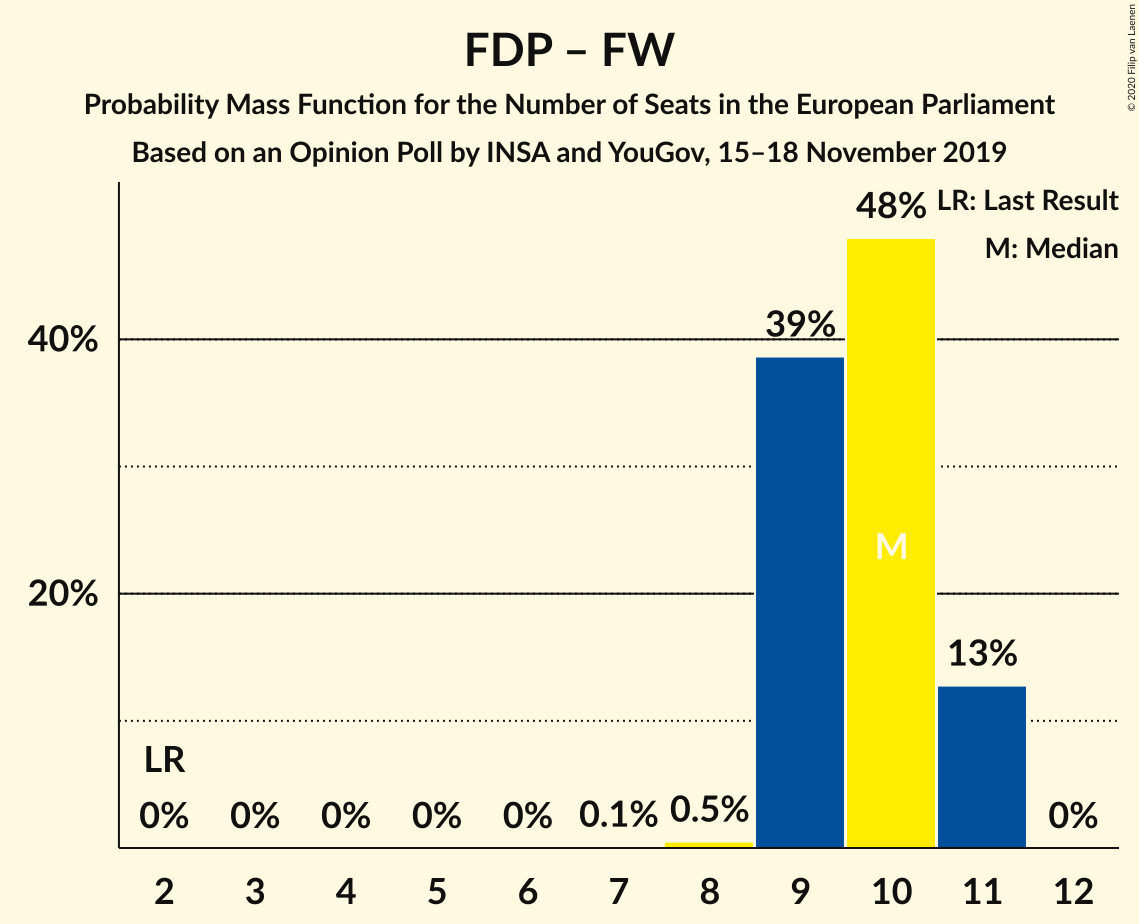 FDP – FW
Probability Mass Function for the Number of Seats in the European Parliament
Based on an Opinion Poll by INSA and YouGov, 15–18 November 2019
© 2020 Filip van Laenen
LR: Last Result
M: Median
40%
20%
LR
0%
0%
0%
0%
0%
0.1%
0.5%
39%
48%
M
13%
0%
2 3 4 5 6 7 8 9 10 11 12